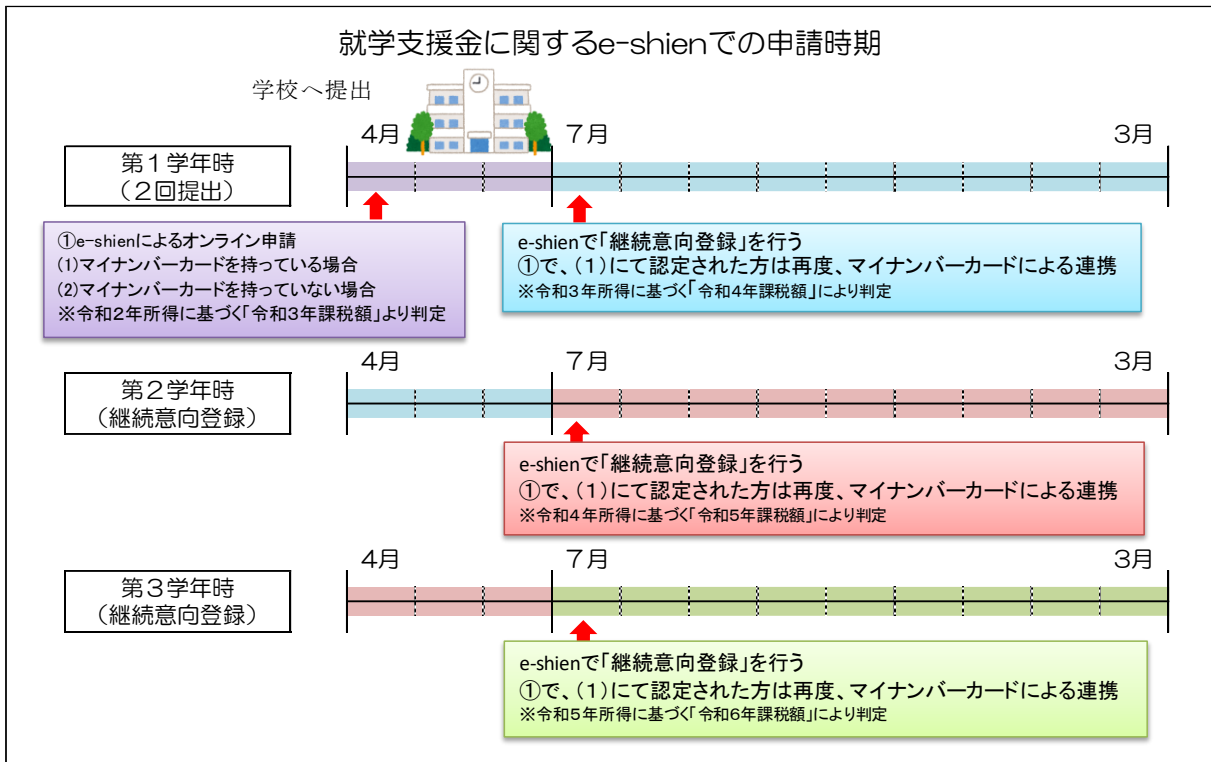 就学支援金に関するe-shienでの申請時期
学校へ提出
4月
7月
3月
第1学年時
(2回提出)
①e-shienによるオンライン申請
(1)マイナンバーカードを持っている場合
(2)マイナンバーカードを持っていない場合
※令和2年所得に基づく「令和3年課税額」より判定
e-shienで「継続意向登録」を行う
①で、(1)にて認定された方は再度、マイナンバーカードによる連携
※令和3年所得に基づく「令和4年課税額」により判定
4月
7月
3月
第2学年時
(継続意向登録)
e-shienで「継続意向登録」を行う
①で、(1)にて認定された方は再度、マイナンバーカードによる連携
※令和4年所得に基づく「令和5年課税額」により判定
4月
7月
3月
第3学年時
(継続意向登録)
e-shienで「継続意向登録」を行う
①で、(1)にて認定された方は再度、マイナンバーカードによる連携
※令和5年所得に基づく「令和6年課税額」により判定